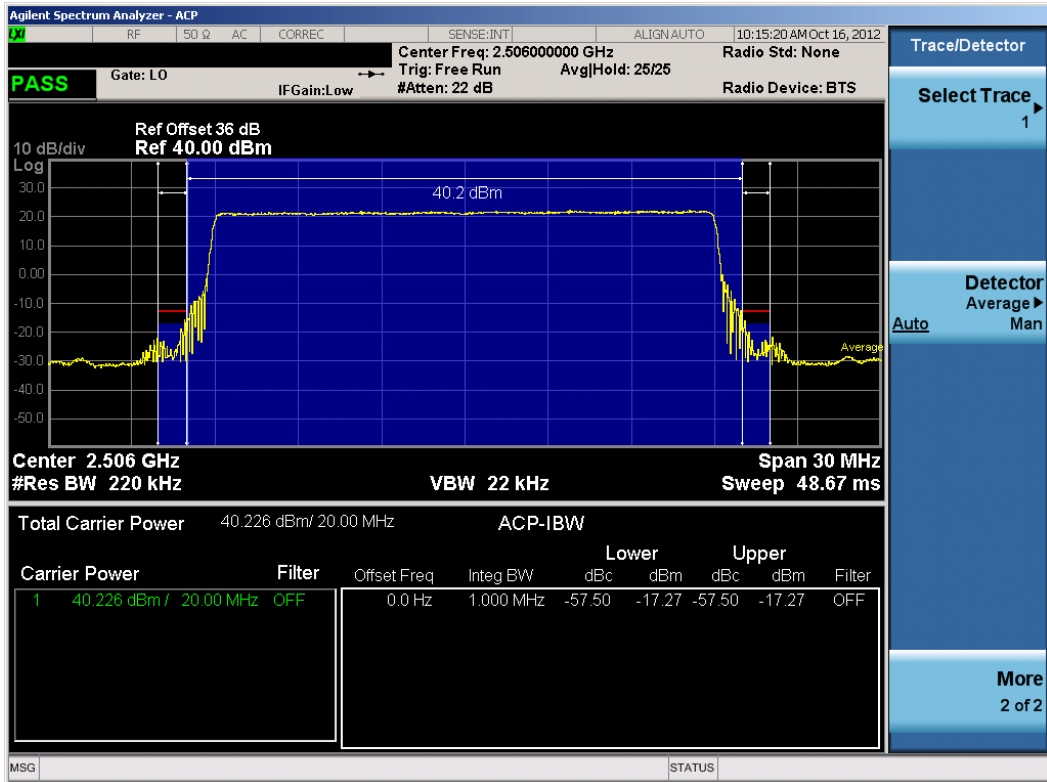 Agilent Spectrum Analyzer - ACP
LXI RF 50 Ω AC CORREC SENSE:INT ALIGN AUTO 10:15:20 AM Oct 16, 2012
Center Freq: 2.506000000 GHz Radio Std: None
PASS Gate: LO Trig: Free Run Avg|Hold: 25/25
IFGain:Low #Atten: 22 dB Radio Device: BTS
Ref Offset 36 dB
10 dB/div Ref 40.00 dBm
Log
30.0
20.0
10.0
0.00
-10.0
-20.0
-30.0
-40.0
-50.0
40.2 dBm
Average
Center 2.506 GHz Span 30 MHz
#Res BW 220 kHz VBW 22 kHz Sweep 48.67 ms
Total Carrier Power 40.226 dBm/ 20.00 MHz ACP-IBW
Lower Upper
Carrier Power Filter Offset Freq Integ BW dBc dBm dBc dBm Filter
1 40.226 dBm / 20.00 MHz OFF 0.0 Hz 1.000 MHz -57.50 -17.27 -57.50 -17.27 OFF
MSG STATUS
Trace/Detector
Select Trace
1
Detector
Average
Auto Man
More
2 of 2